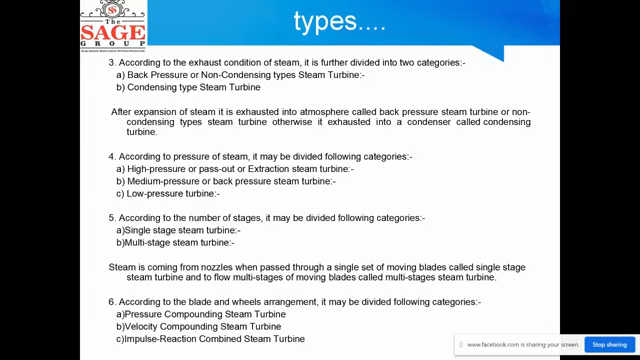 The
SAGE
GROUP
types....
3. According to the exhaust condition of steam, it is further divided into two categories:-
a) Back Pressure or Non-Condensing types Steam Turbine:-
b) Condensing type Steam Turbine
After expansion of steam it is exhausted into atmosphere called back pressure steam turbine or non-
condensing types steam turbine otherwise it exhausted into a condenser called condensing
turbine.
4. According to pressure of steam, it may be divided following categories:-
a) High-pressure or pass-out or Extraction steam turbine:-
b) Medium-pressure or back pressure steam turbine:-
c) Low-pressure turbine:-
5. According to the number of stages, it may be divided following categories:-
a)Single stage steam turbine:-
b)Multi-stage steam turbine:-
Steam is coming from nozzles when passed through a single set of moving blades called single stage
steam turbine and to flow multi-stages of moving blades called multi-stages steam turbine.
6. According to the blade and wheels arrangement, it may be divided following categories:-
a)Pressure Compounding Steam Turbine
b)Velocity Compounding Steam Turbine
c)Impulse-Reaction Combined Steam Turbine
www.facebook.com is sharing your screen.
Stop sharing